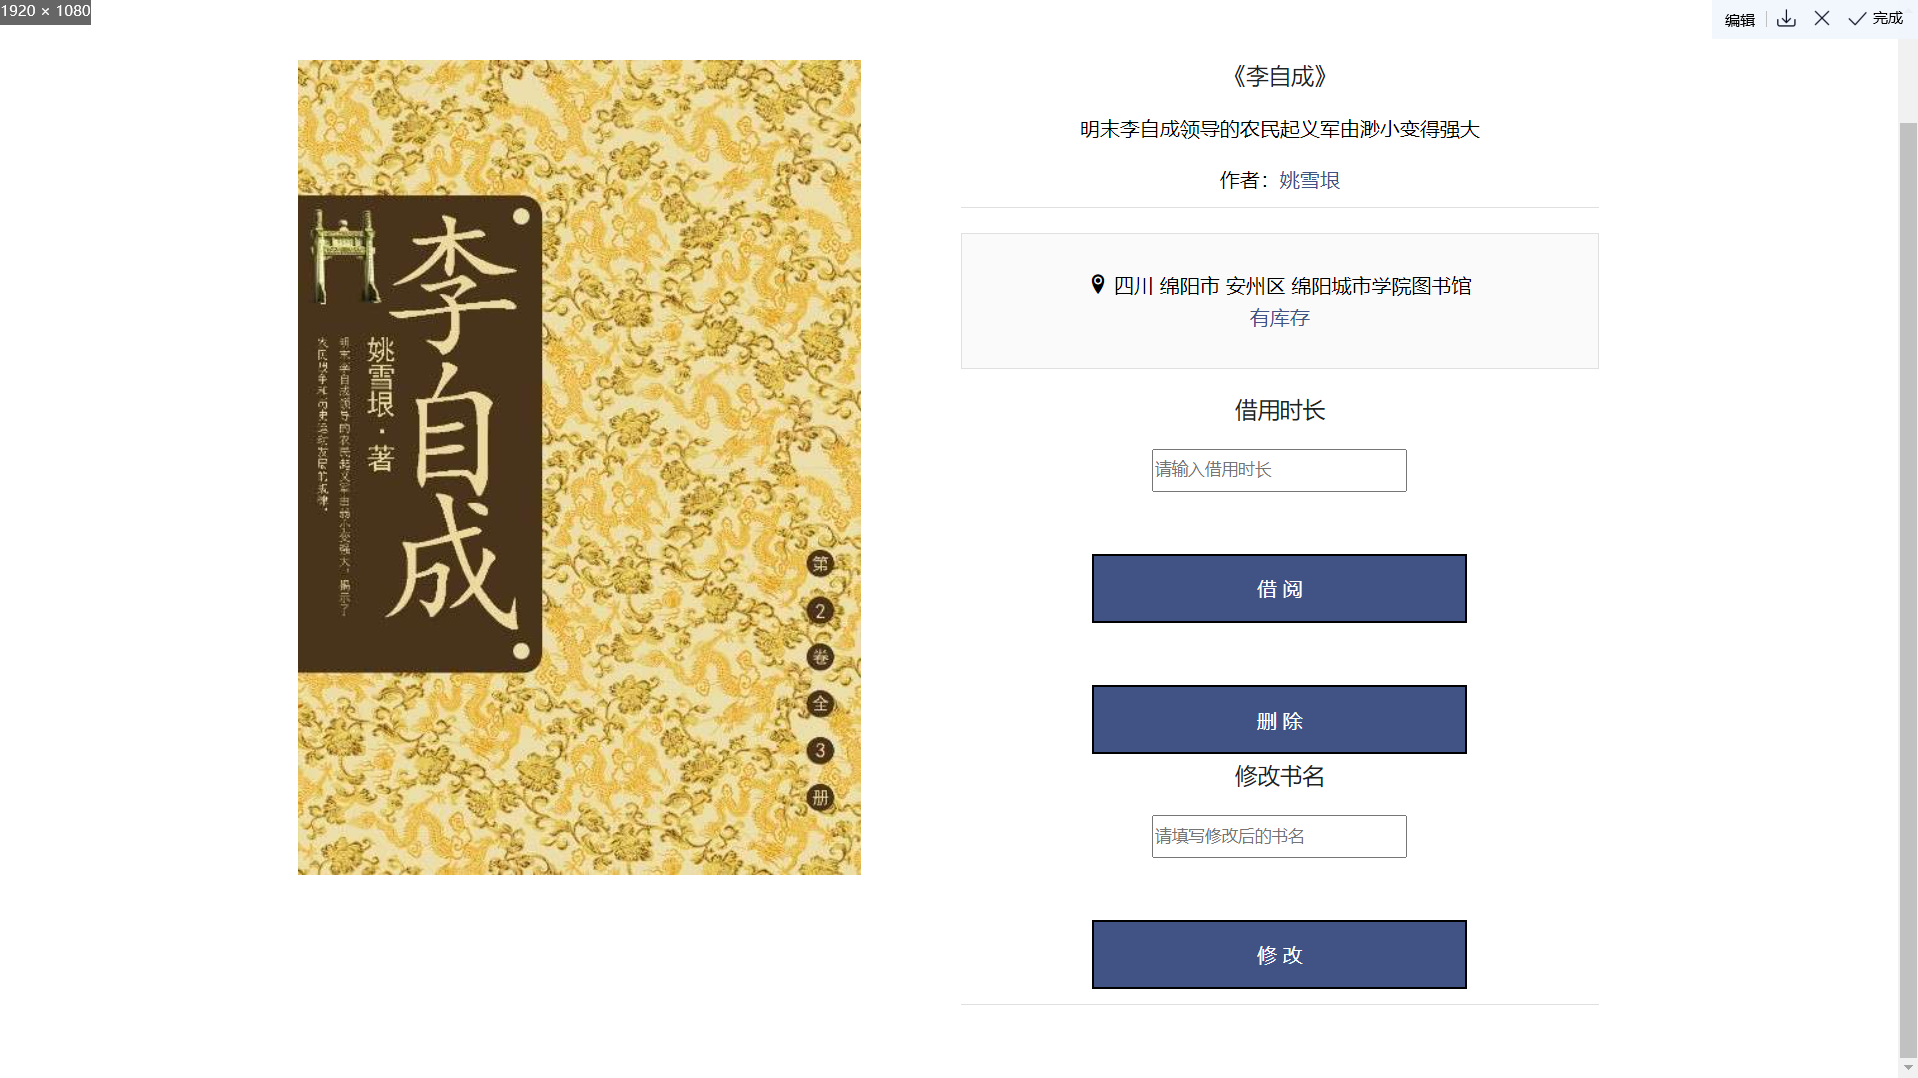 1920 × 1080
编辑
完成
李自成
姚雪垠·著
明末李自成领导的农民起义军由弱小变强大，揭示了
农民战争和历史运动发展的规律。
第2卷全3册
《李自成》
明末李自成领导的农民起义军由渺小变得强大
作者：姚雪垠
四川 绵阳市 安州区 绵阳城市学院图书馆
有库存
借用时长
请输入借用时长
借 阅
删 除
修改书名
请填写修改后的书名
修 改